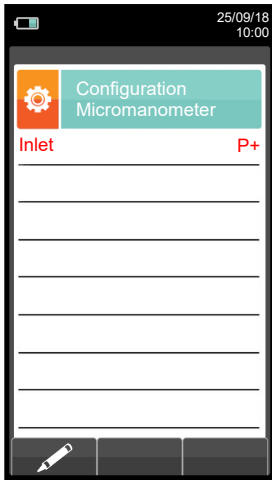 25/09/18
10:00
Configuration
Micromanometer
Inlet P+